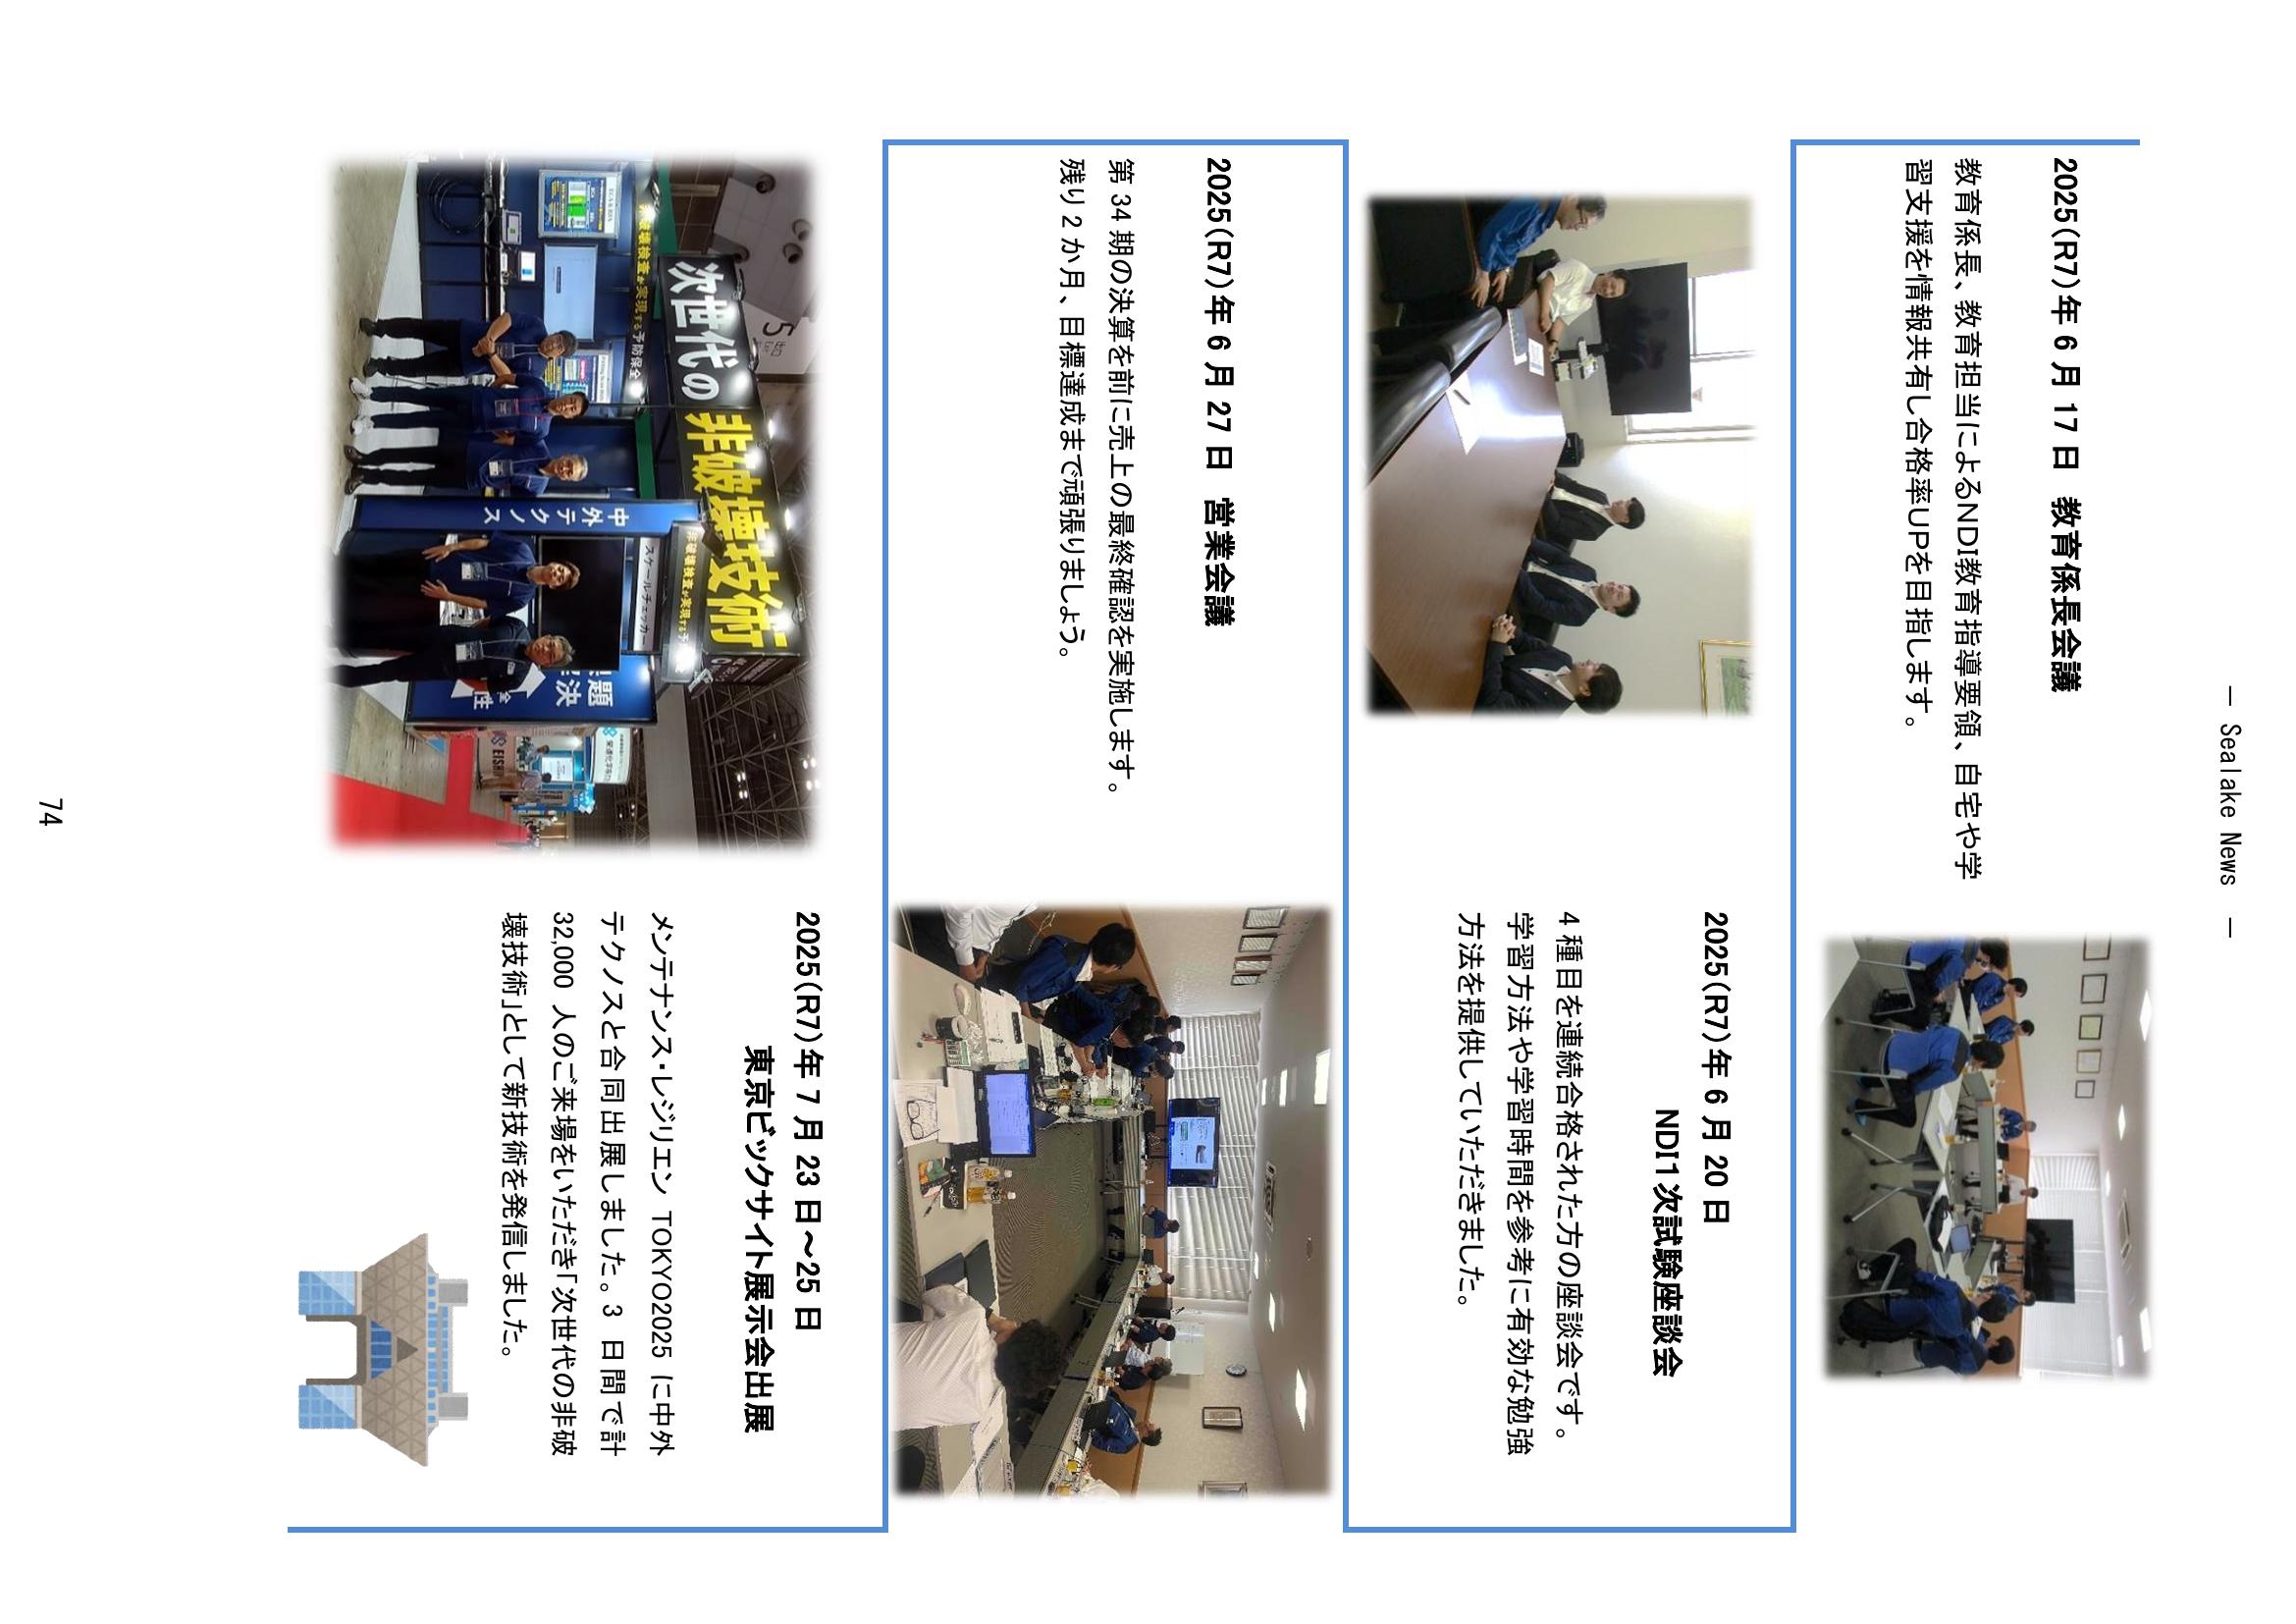 ― Sealake News ―
2025(R7)年 6 月 17 日　教育係長会議
教育係長、教育担当によるNDI教育指導要領、自宅や学
習支援を情報共有し合格率UPを目指します。
2025(R7)年 6 月 20 日
NDI1 次試験座談会
4 種目を連続合格された方の座談会です。
学習方法や学習時間を参考に有効な勉強
方法を提供していただきました。
2025(R7)年 6 月 27 日　営業会議
第 34 期の決算を前に売上の最終確認を実施します。
残り 2 か月、目標達成まで頑張りましょう。
2025(R7)年 7 月 23 日～25 日
東京ビックサイト展示会出展
メンテナンス・レジリエン TOKYO2025 に中外
テクノスと合同出展しました。3 日間で計
32,000 人のご来場をいただき「次世代の非破
壊技術」として新技術を発信しました。
次世代の非破壊技術
非破壊検査が実現する予防保全
中外テクノス
スケールチェッカー
74